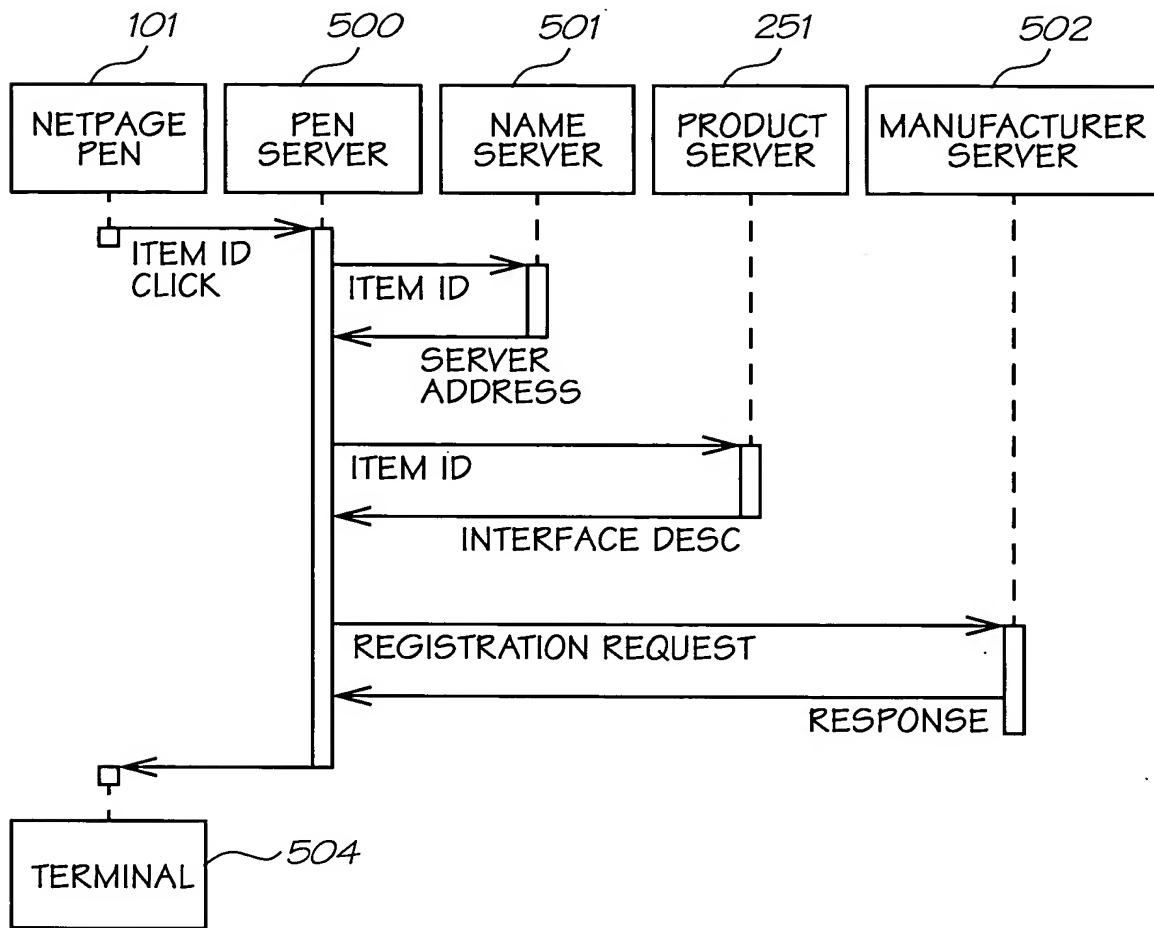 101
500
501
251
502
NETPAGE
PEN
PEN
SERVER
NAME
SERVER
PRODUCT
SERVER
MANUFACTURER
SERVER
ITEM ID
CLICK
ITEM ID
SERVER
ADDRESS
ITEM ID
INTERFACE DESC
REGISTRATION REQUEST
RESPONSE
TERMINAL
504